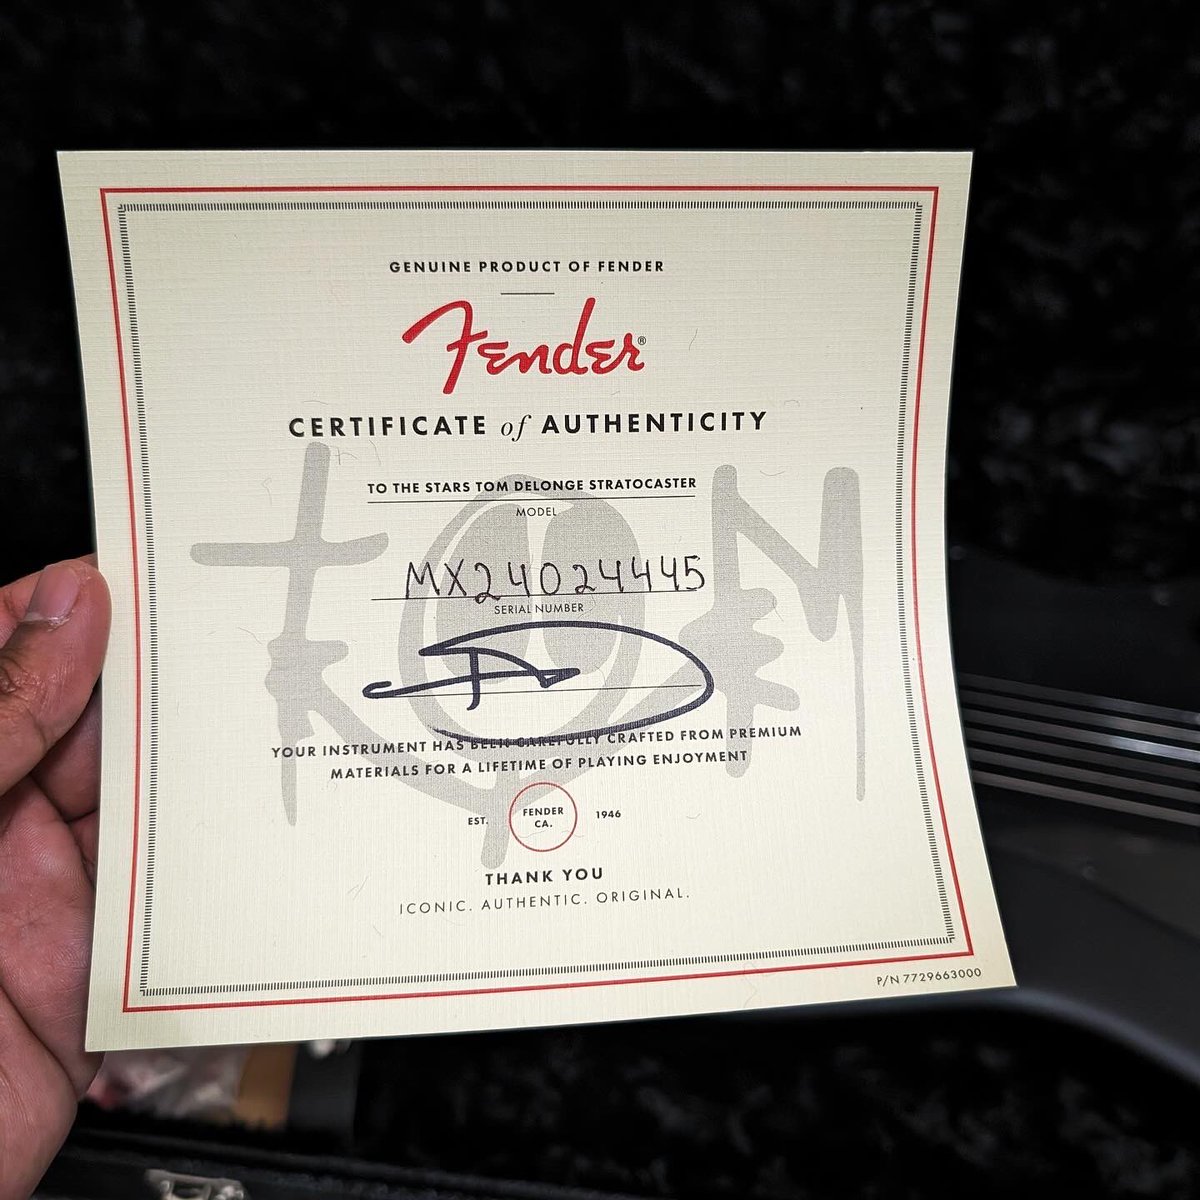 GENUINE PRODUCT OF FENDER
Fender®
CERTIFICATE of AUTHENTICITY
TO THE STARS TOM DELONGE STRATOCASTER
MODEL
MX24024445
SERIAL NUMBER
YOUR INSTRUMENT HAS BEEN CAREFULLY CRAFTED FROM PREMIUM
MATERIALS FOR A LIFETIME OF PLAYING ENJOYMENT
EST. FENDER CA. 1946
THANK YOU
ICONIC. AUTHENTIC. ORIGINAL.
P/N 7729663000
TOM